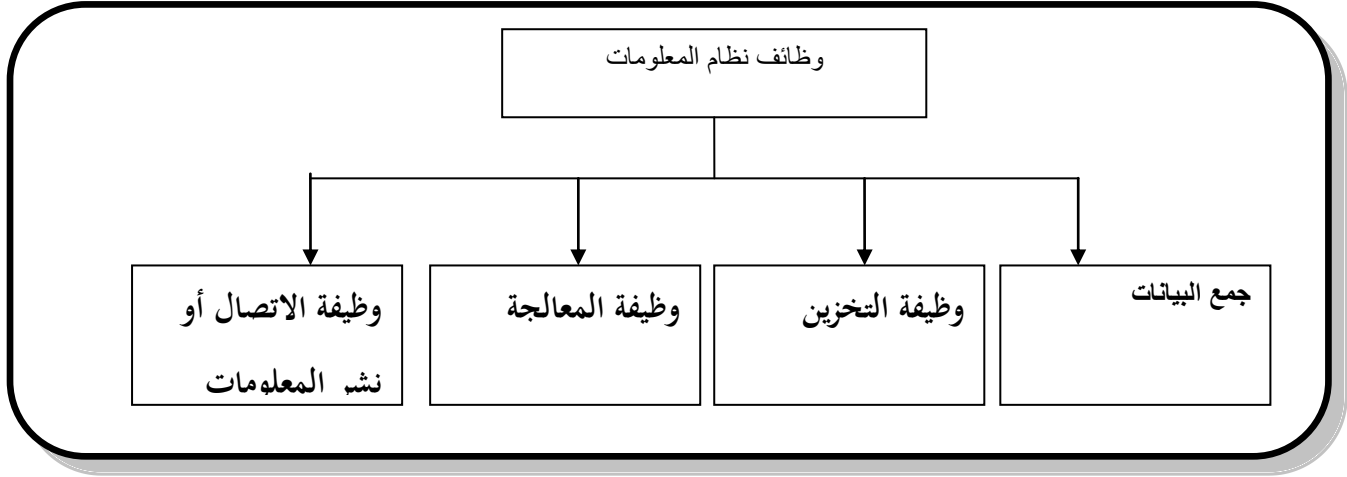 وظائف نظام المعلومات
جمع البيانات
وظيفة التخزين
وظيفة المعالجة
وظيفة الاتصال أو
نشر المعلومات